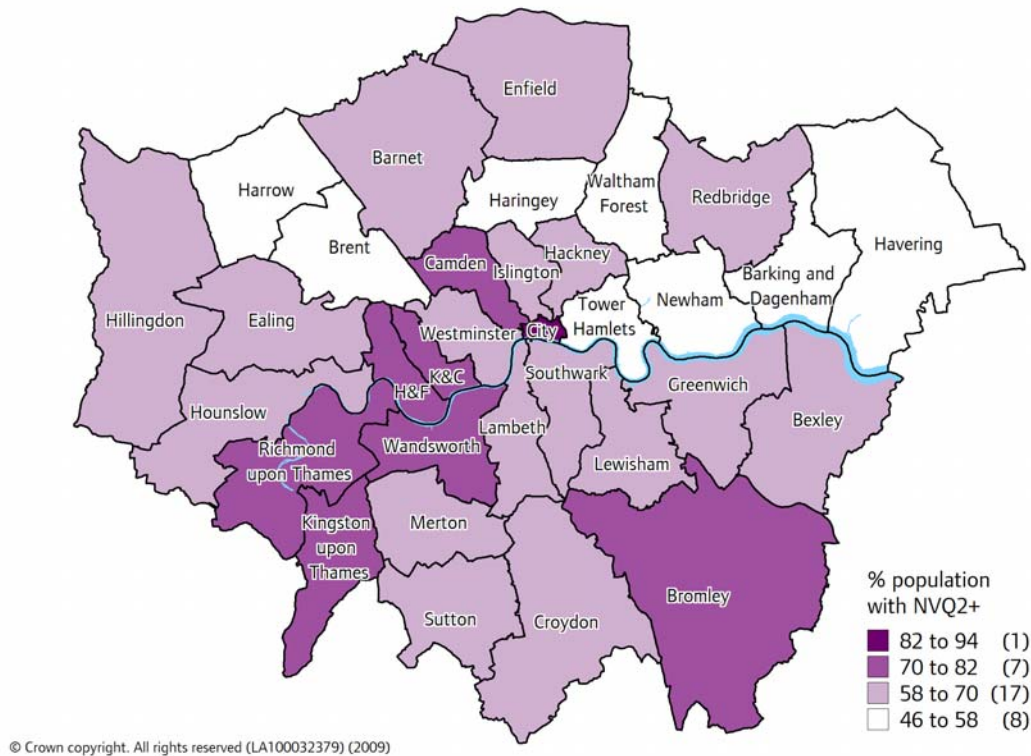 Enfield
Barnet
Harrow
Haringey
Waltham
Forest
Redbridge
Havering
Brent
Camden
Islington
Hackney
Barking and
Dagenham
Hillingdon
Ealing
Westminster
City
Tower
Hamlets
Newham
Hounslow
H&F
K&C
Southwark
Greenwich
Bexley
Richmond
upon Thames
Wandsworth
Lambeth
Lewisham
Kingston
upon
Thames
Merton
Sutton
Croydon
Bromley
% population
with NVQ2+
82 to 94 (1)
70 to 82 (7)
58 to 70 (17)
46 to 58 (8)
© Crown copyright. All rights reserved (LA100032379) (2009)